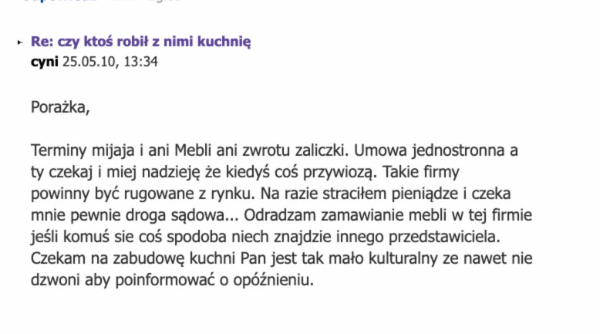 Re: czy ktoś robił z nimi kuchnię
cyni 25.05.10, 13:34
Porażka,
Terminy mijaja i ani Mebli ani zwrotu zaliczki. Umowa jednostronna a
ty czekaj i miej nadzieję że kiedyś coś przywiozą. Takie firmy
powinny być rugowane z rynku. Na razie straciłem pieniądze i czeka
mnie pewnie droga sądowa... Odradzam zamawianie mebli w tej firmie
jeśli komuś sie coś spodoba niech znajdzie innego przedstawiciela.
Czekam na zabudowę kuchni Pan jest tak mało kulturalny ze nawet nie
dzwoni aby poinformować o opóźnieniu.